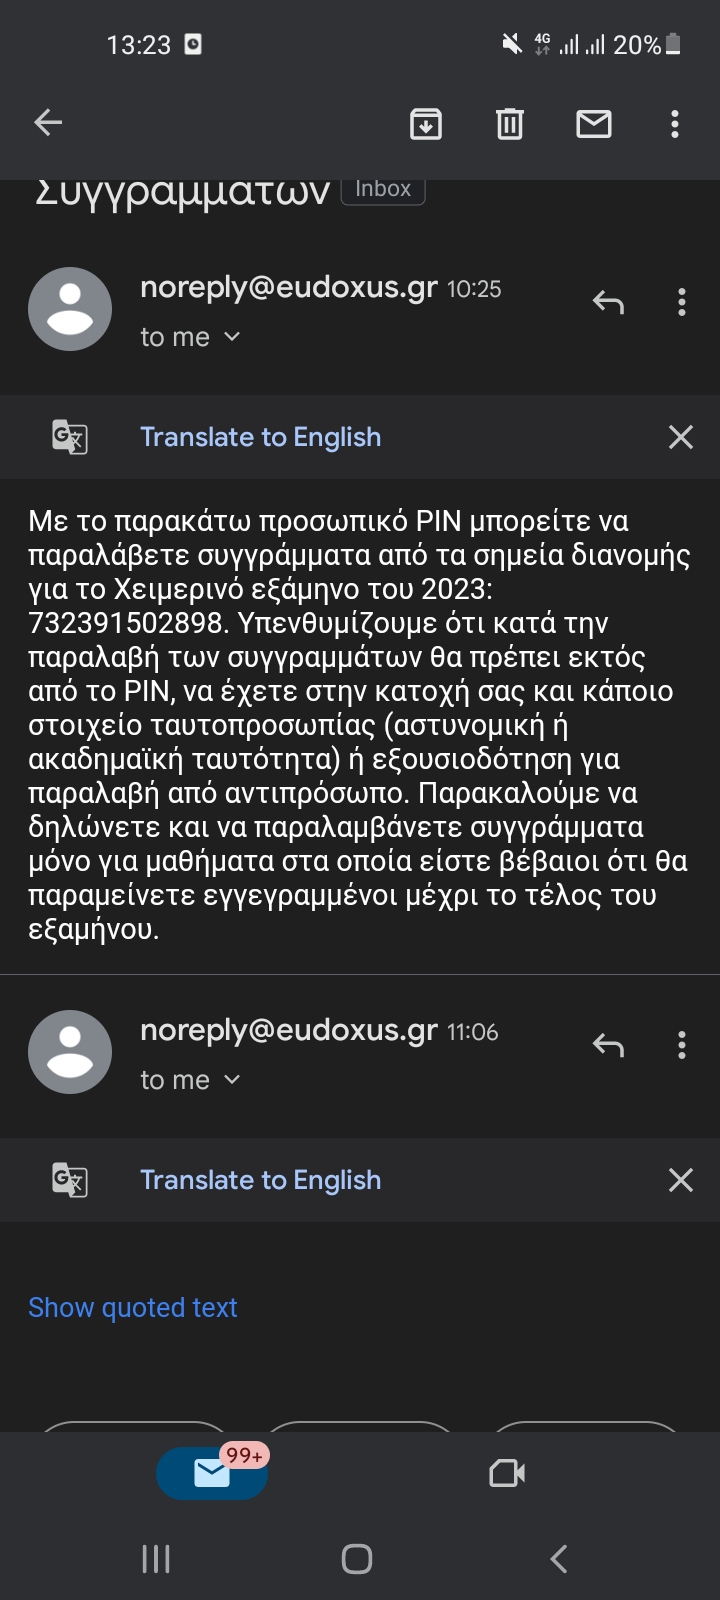 13:23
4G
20%
Συγγραμμάτων Inbox
noreply@eudoxus.gr 10:25
to me
Translate to English
Με το παρακάτω προσωπικό PIN μπορείτε να
παραλάβετε συγγράμματα από τα σημεία διανομής
για το Χειμερινό εξάμηνο του 2023:
732391502898. Υπενθυμίζουμε ότι κατά την
παραλαβή των συγγραμμάτων θα πρέπει εκτός
από το PIN, να έχετε στην κατοχή σας και κάποιο
στοιχείο ταυτοπροσωπίας (αστυνομική ή
ακαδημαϊκή ταυτότητα) ή εξουσιοδότηση για
παραλαβή από αντιπρόσωπο. Παρακαλούμε να
δηλώνετε και να παραλαμβάνετε συγγράμματα
μόνο για μαθήματα στα οποία είστε βέβαιοι ότι θα
παραμείνετε εγγεγραμμένοι μέχρι το τέλος του
εξαμήνου.
noreply@eudoxus.gr 11:06
to me
Translate to English
Show quoted text
99+